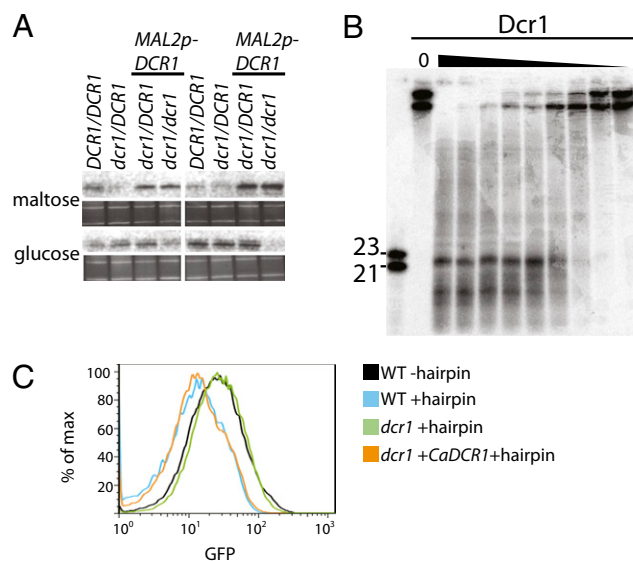 A
MAL2p-
DCR1
MAL2p-
DCR1
DCR1/DCR1
dcr1/DCR1
dcr1/DCR1
dcr1/dcr1
DCR1/DCR1
dcr1/DCR1
dcr1/DCR1
dcr1/dcr1
maltose
glucose
B
Dcr1
0
23
21
C
% of max
100
80
60
40
20
10⁰
10¹
10²
10³
GFP
WT -hairpin
WT +hairpin
dcr1 +hairpin
dcr1 +CaDCR1+hairpin